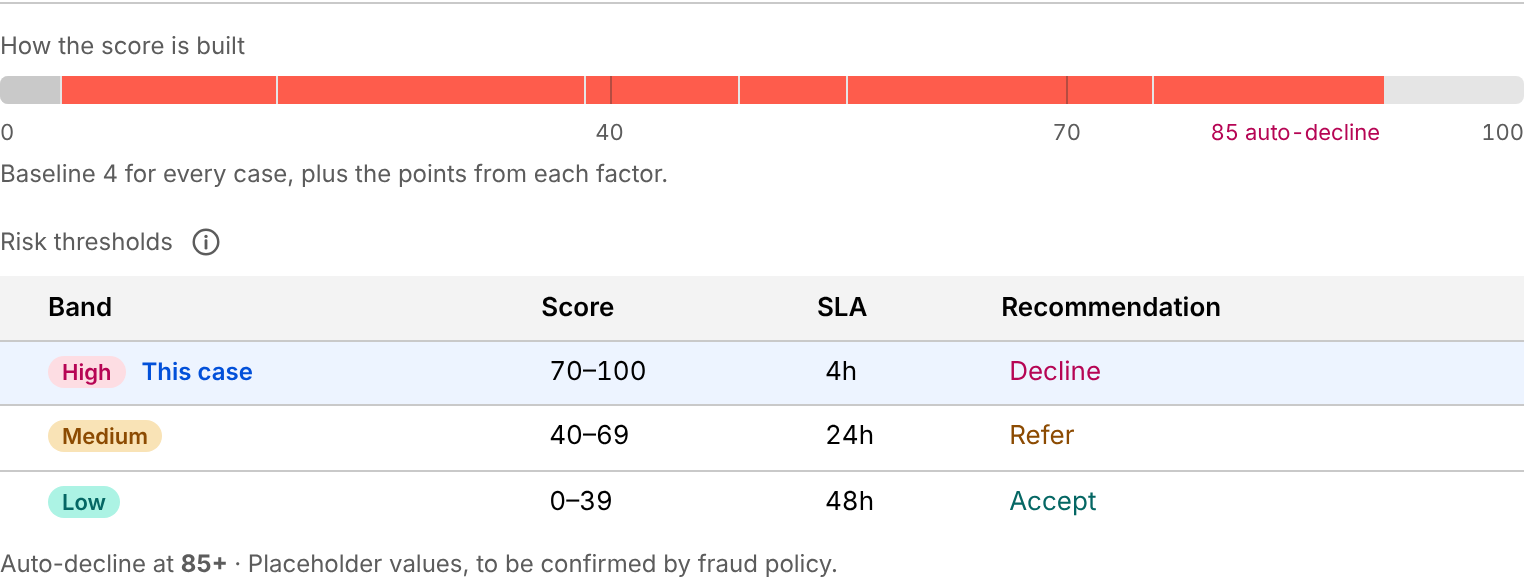 How the score is built
0 40 70 85 auto-decline 100
Baseline 4 for every case, plus the points from each factor.
Risk thresholds
Band Score SLA Recommendation
High This case 70–100 4h Decline
Medium 40–69 24h Refer
Low 0–39 48h Accept
Auto-decline at 85+ · Placeholder values, to be confirmed by fraud policy.